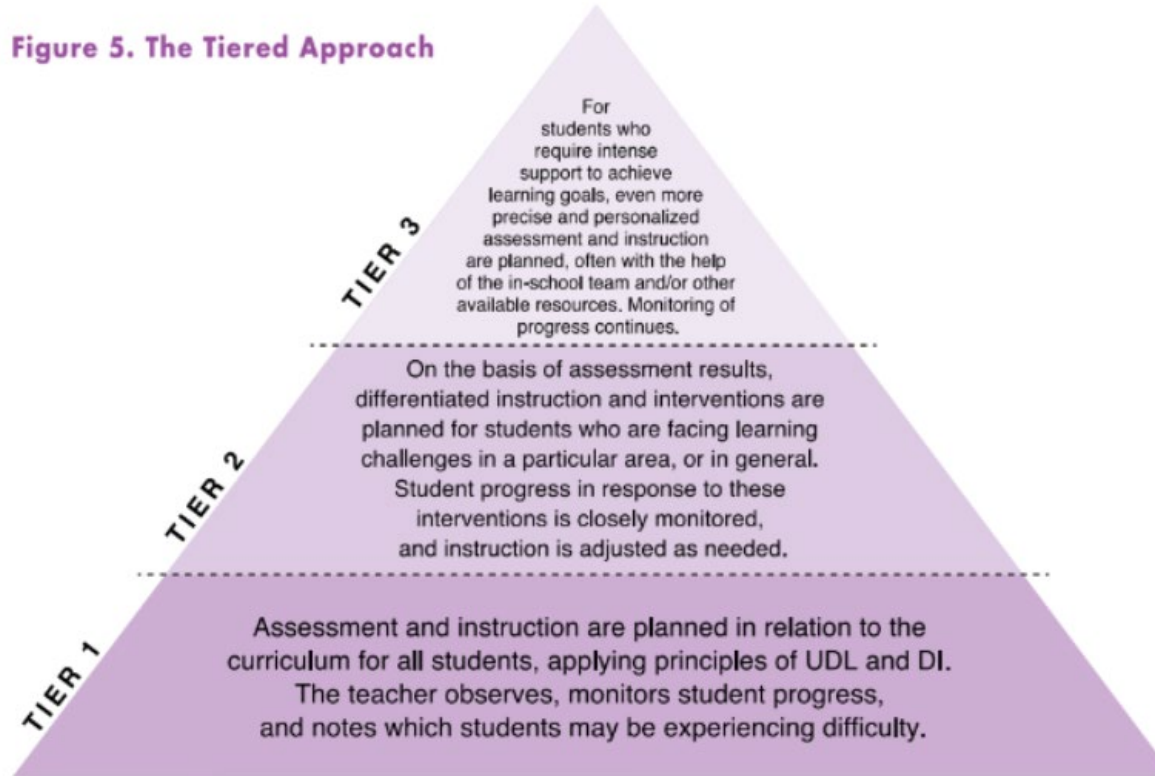 Figure 5. The Tiered Approach
For
students who
require intense
support to achieve
learning goals, even more
precise and personalized
assessment and instruction
are planned, often with the help
of the in-school team and/or other
available resources. Monitoring of
progress continues.
TIER 3
On the basis of assessment results,
differentiated instruction and interventions are
planned for students who are facing learning
challenges in a particular area, or in general.
Student progress in response to these
interventions is closely monitored,
and instruction is adjusted as needed.
TIER 2
Assessment and instruction are planned in relation to the
curriculum for all students, applying principles of UDL and DI.
The teacher observes, monitors student progress,
and notes which students may be experiencing difficulty.
TIER 1